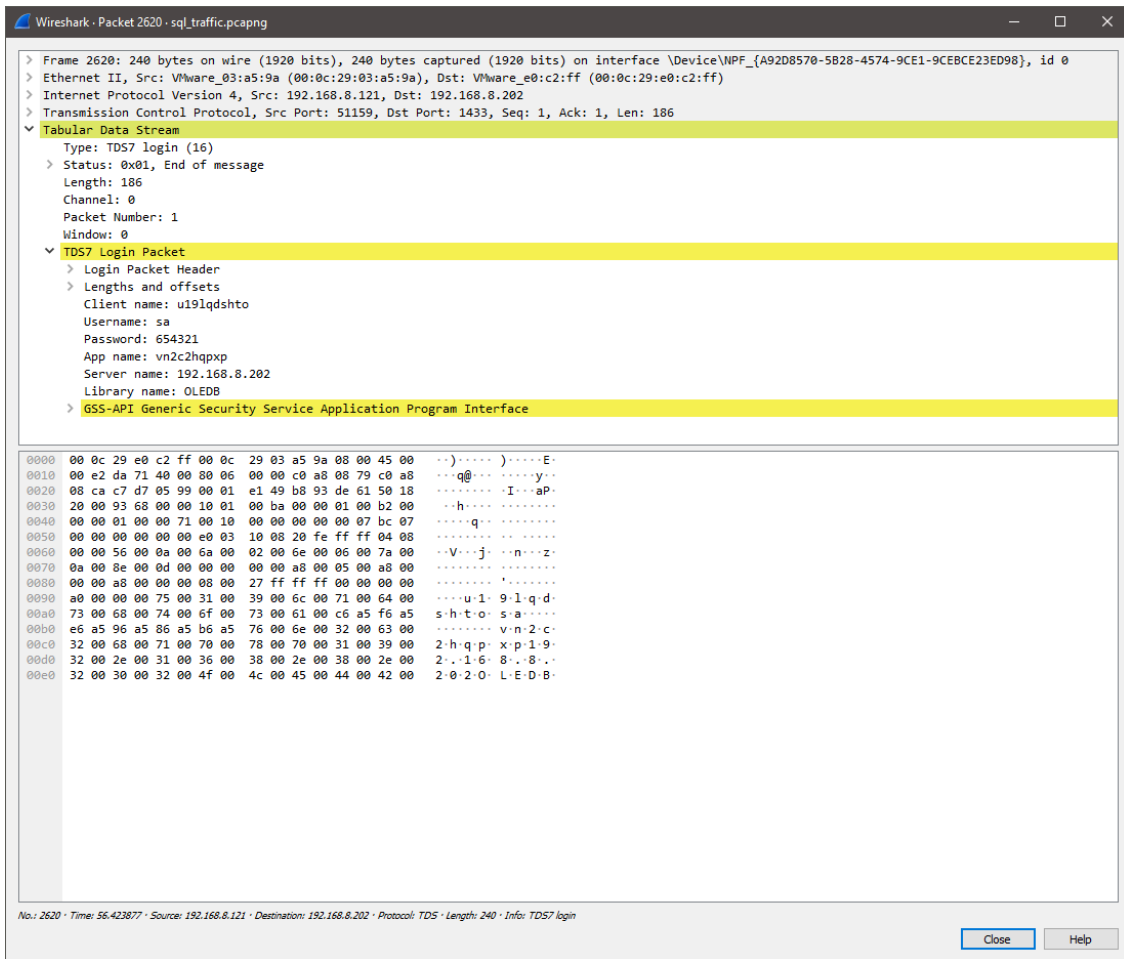 Wireshark · Packet 2620 · sql_traffic.pcapng
Frame 2620: 240 bytes on wire (1920 bits), 240 bytes captured (1920 bits) on interface \Device\NPF_{A92D8570-5B28-4574-9CE1-9CEBCE23ED98}, id 0
Ethernet II, Src: VMware_03:a5:9a (00:0c:29:03:a5:9a), Dst: VMware_e0:c2:ff (00:0c:29:e0:c2:ff)
Internet Protocol Version 4, Src: 192.168.8.121, Dst: 192.168.8.202
Transmission Control Protocol, Src Port: 51159, Dst Port: 1433, Seq: 1, Ack: 1, Len: 186
Tabular Data Stream
Type: TDS7 login (16)
Status: 0x01, End of message
Length: 186
Channel: 0
Packet Number: 1
Window: 0
TDS7 Login Packet
Login Packet Header
Lengths and offsets
Client name: u19lqdshto
Username: sa
Password: 654321
App name: vn2c2hqpxp
Server name: 192.168.8.202
Library name: OLEDB
GSS-API Generic Security Service Application Program Interface
0000 00 0c 29 e0 c2 ff 00 0c 29 03 a5 9a 08 00 45 00 ··)····· )·····E·
0010 00 e2 da 71 40 00 80 06 00 00 c0 a8 08 79 c0 a8 ···q@··· ·····y··
0020 08 ca c7 d7 05 99 00 01 e1 49 b8 93 de 61 50 18 ········ ·I···aP·
0030 20 00 93 68 00 00 10 01 00 ba 00 00 01 00 b2 00 ··h···· ········
0040 00 00 01 00 00 71 00 10 00 00 00 00 00 07 bc 07 ·····q·· ········
0050 00 00 00 00 00 00 e0 03 10 08 20 fe ff ff 04 08 ········ ·· ·····
0060 00 00 56 00 0a 00 6a 00 02 00 6e 00 06 00 7a 00 ··V···j· ··n···z·
0070 0a 00 8e 00 0d 00 00 00 00 00 a8 00 05 00 a8 00 ········ ········
0080 00 00 a8 00 00 00 08 00 27 ff ff ff 00 00 00 00 ········ '·······
0090 a0 00 00 00 75 00 31 00 39 00 6c 00 71 00 64 00 ····u·1· 9·l·q·d·
00a0 73 00 68 00 74 00 6f 00 73 00 61 00 c6 a5 f6 a5 s·h·t·o· s·a·····
00b0 e6 a5 96 a5 86 a5 b6 a5 76 00 6e 00 32 00 63 00 ········ v·n·2·c·
00c0 32 00 68 00 71 00 70 00 78 00 70 00 31 00 39 00 2·h·q·p· x·p·1·9·
00d0 32 00 2e 00 31 00 36 00 38 00 2e 00 38 00 2e 00 2·.·1·6· 8·.·8·.·
00e0 32 00 30 00 32 00 4f 00 4c 00 45 00 44 00 42 00 2·0·2·O· L·E·D·B·
No.: 2620 · Time: 56.423877 · Source: 192.168.8.121 · Destination: 192.168.8.202 · Protocol: TDS · Length: 240 · Info: TDS7 login
Close Help